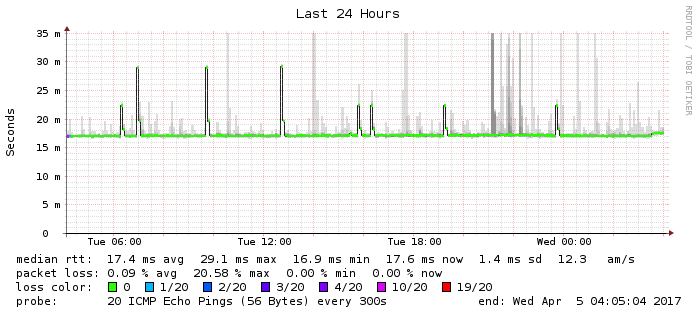 Last 24 Hours
RRDTOOL / TOBI OETIKER
Seconds
35 m
30 m
25 m
20 m
15 m
10 m
5 m
0
Tue 06:00 Tue 12:00 Tue 18:00 Wed 00:00
median rtt: 17.4 ms avg 29.1 ms max 16.9 ms min 17.6 ms now 1.4 ms sd 12.3 am/s
packet loss: 0.09 % avg 20.58 % max 0.00 % min 0.00 % now
loss color: 0 1/20 2/20 3/20 4/20 10/20 19/20
probe: 20 ICMP Echo Pings (56 Bytes) every 300s end: Wed Apr 5 04:05:04 2017